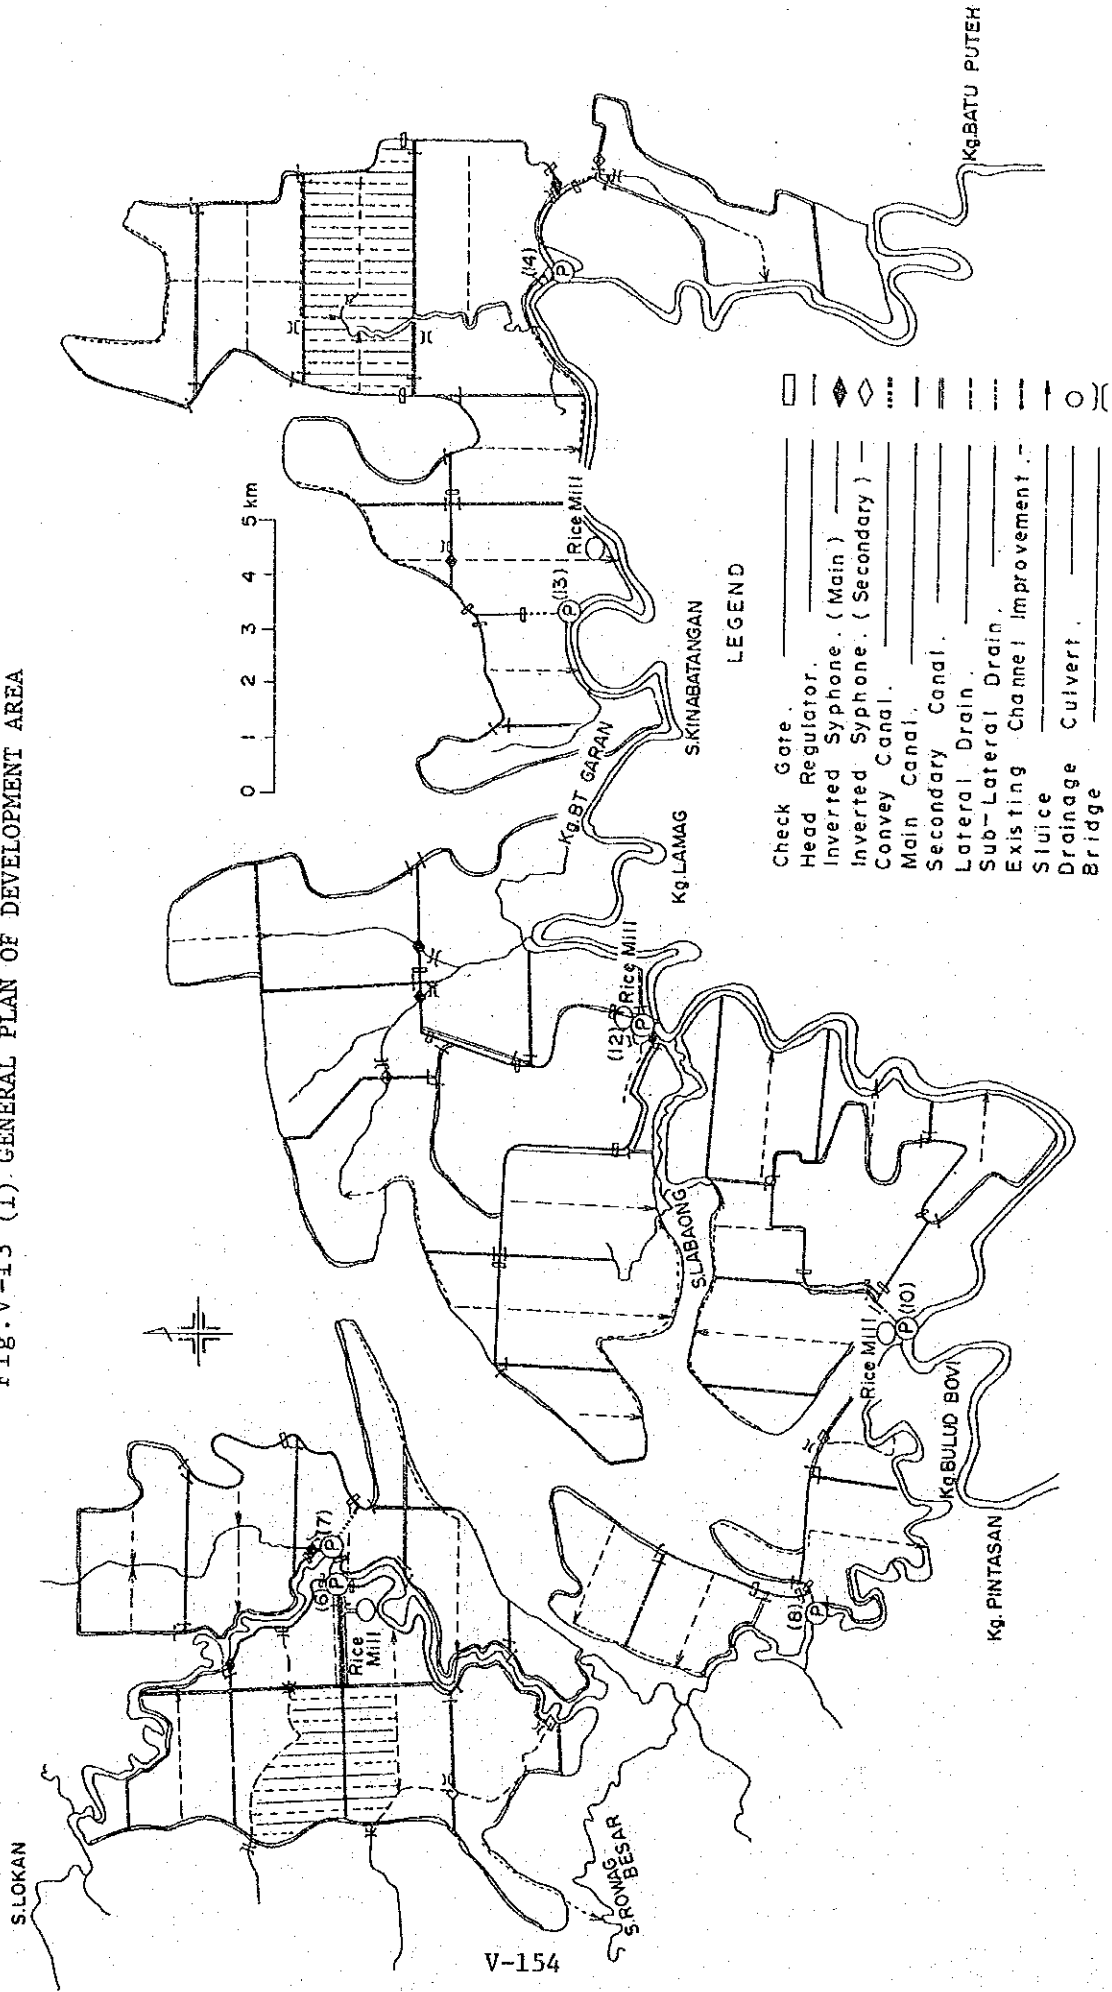 Fig.V-13 (1) GENERAL PLAN OF DEVELOPMENT AREA
S.LOKAN
(7)
P
(6)
P
Rice
Mill
S.ROWAG
BESAR
(8)
P
Kg. PINTASAN
Kg.BULUD BOVI
Rice Mill
P
(10)
S.LABAONG
(12)
P
Rice Mill
Kg.LAMAG
Kg.BT GARAN
S.KINABATANGAN
0 1 2 3 4 5 km
(13)
P
Rice Mill
(14)
P
Kg.BATU PUTEH
LEGEND
Check Gate.
Head Regulator.
Inverted Syphone. ( Main )
Inverted Syphone. ( Secondary )
Convey Canal.
Main Canal.
Secondary Canal.
Lateral Drain.
Sub-Lateral Drain.
Existing Channel Improvement.
Sluice
Drainage Culvert.
Bridge
V-154